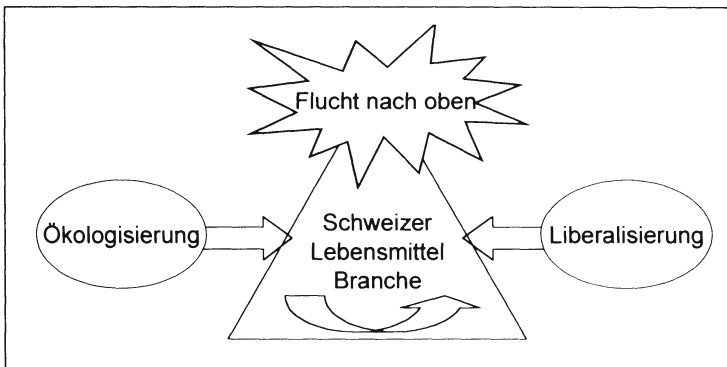 Flucht nach oben
Ökologisierung
Schweizer
Lebensmittel
Branche
Liberalisierung